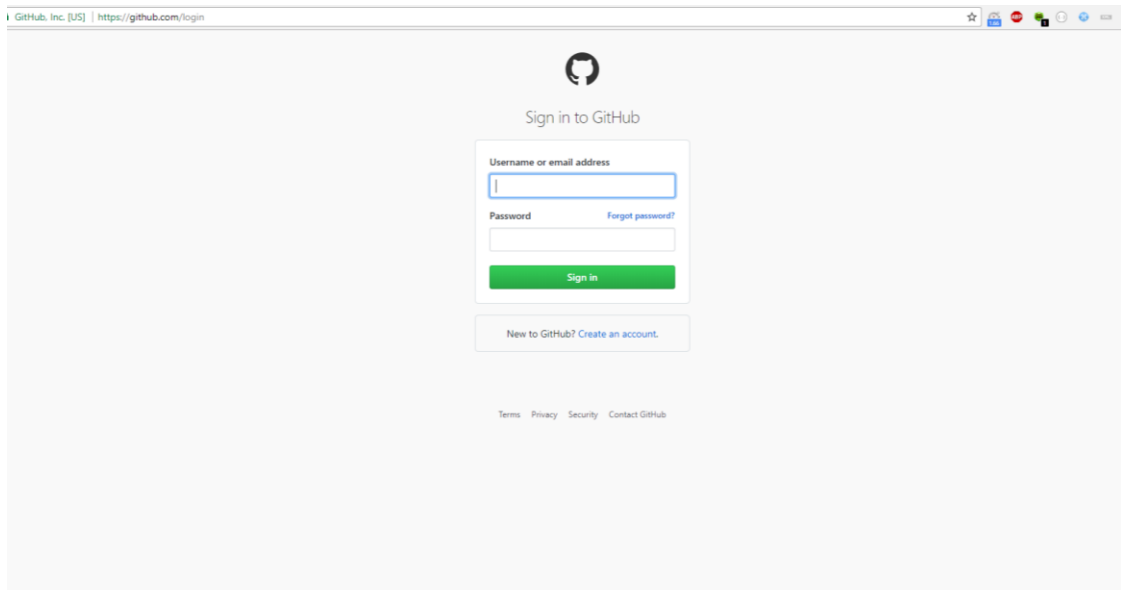 GitHub, Inc. [US] | https://github.com/login
Sign in to GitHub
Username or email address
Password Forgot password?
Sign in
New to GitHub? Create an account.
Terms Privacy Security Contact GitHub